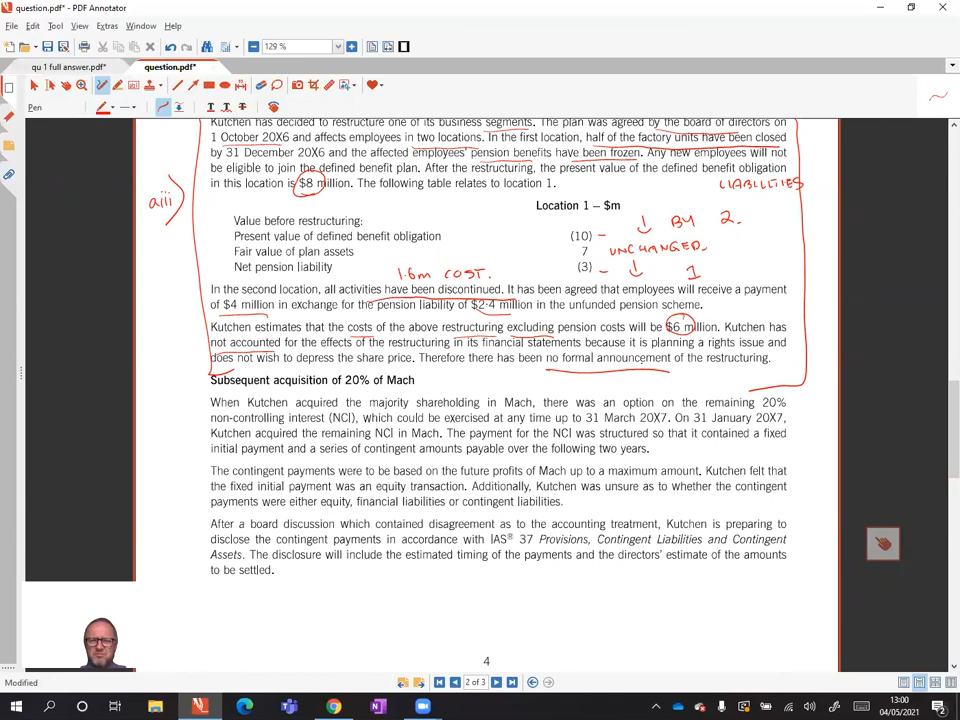 question.pdf* - PDF Annotator
File Edit Tool View Extras Window Help
129 %
qu 1 full answer.pdf* question.pdf*
Pen
Kutchen has decided to restructure one of its business segments. The plan was agreed by the board of directors on
1 October 20X6 and affects employees in two locations. In the first location, half of the factory units have been closed
by 31 December 20X6 and the affected employees' pension benefits have been frozen. Any new employees will not
be eligible to join the defined benefit plan. After the restructuring, the present value of the defined benefit obligation
in this location is $8 million. The following table relates to location 1.
LIABILITIES
aiii)
Location 1 – $m
Value before restructuring:
↓ BY 2.
Present value of defined benefit obligation (10) –
Fair value of plan assets 7 UNCHANGED.
Net pension liability (3) – ↓ 1
1.6m COST.
In the second location, all activities have been discontinued. It has been agreed that employees will receive a payment
of $4 million in exchange for the pension liability of $2·4 million in the unfunded pension scheme.
Kutchen estimates that the costs of the above restructuring excluding pension costs will be $6 million. Kutchen has
not accounted for the effects of the restructuring in its financial statements because it is planning a rights issue and
does not wish to depress the share price. Therefore there has been no formal announcement of the restructuring.
Subsequent acquisition of 20% of Mach
When Kutchen acquired the majority shareholding in Mach, there was an option on the remaining 20%
non-controlling interest (NCI), which could be exercised at any time up to 31 March 20X7. On 31 January 20X7,
Kutchen acquired the remaining NCI in Mach. The payment for the NCI was structured so that it contained a fixed
initial payment and a series of contingent amounts payable over the following two years.
The contingent payments were to be based on the future profits of Mach up to a maximum amount. Kutchen felt that
the fixed initial payment was an equity transaction. Additionally, Kutchen was unsure as to whether the contingent
payments were either equity, financial liabilities or contingent liabilities.
After a board discussion which contained disagreement as to the accounting treatment, Kutchen is preparing to
disclose the contingent payments in accordance with IAS® 37 Provisions, Contingent Liabilities and Contingent
Assets. The disclosure will include the estimated timing of the payments and the directors' estimate of the amounts
to be settled.
4
Modified
2 of 3
13:00
04/05/2021